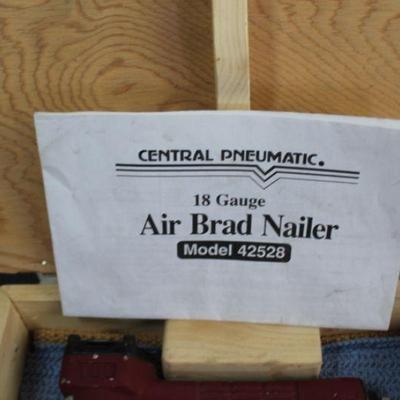 CENTRAL PNEUMATIC.
18 Gauge
Air Brad Nailer
Model 42528